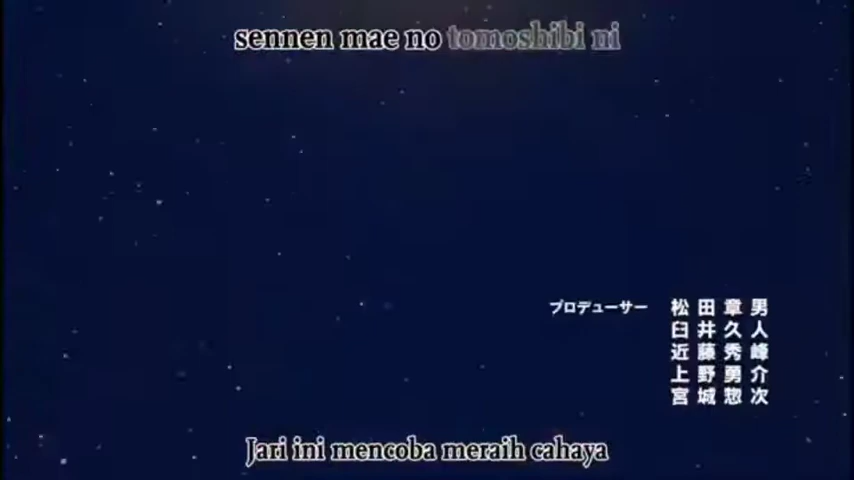 sennen mae no tomoshibi ni
プロデューサー 松田章男
臼井久人
近藤秀峰
上野勇介
宮城惣次
Jari ini mencoba meraih cahaya